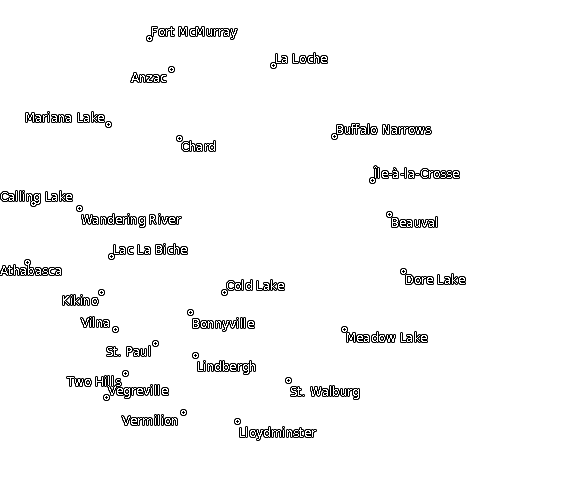 Fort McMurray
La Loche
Anzac
Mariana Lake
Buffalo Narrows
Chard
Île-à-la-Crosse
Calling Lake
Wandering River
Beauval
Lac La Biche
Athabasca
Dore Lake
Cold Lake
Kikino
Vilna
Bonnyville
Meadow Lake
St. Paul
Lindbergh
Two Hills
Vegreville
St. Walburg
Vermilion
Lloydminster